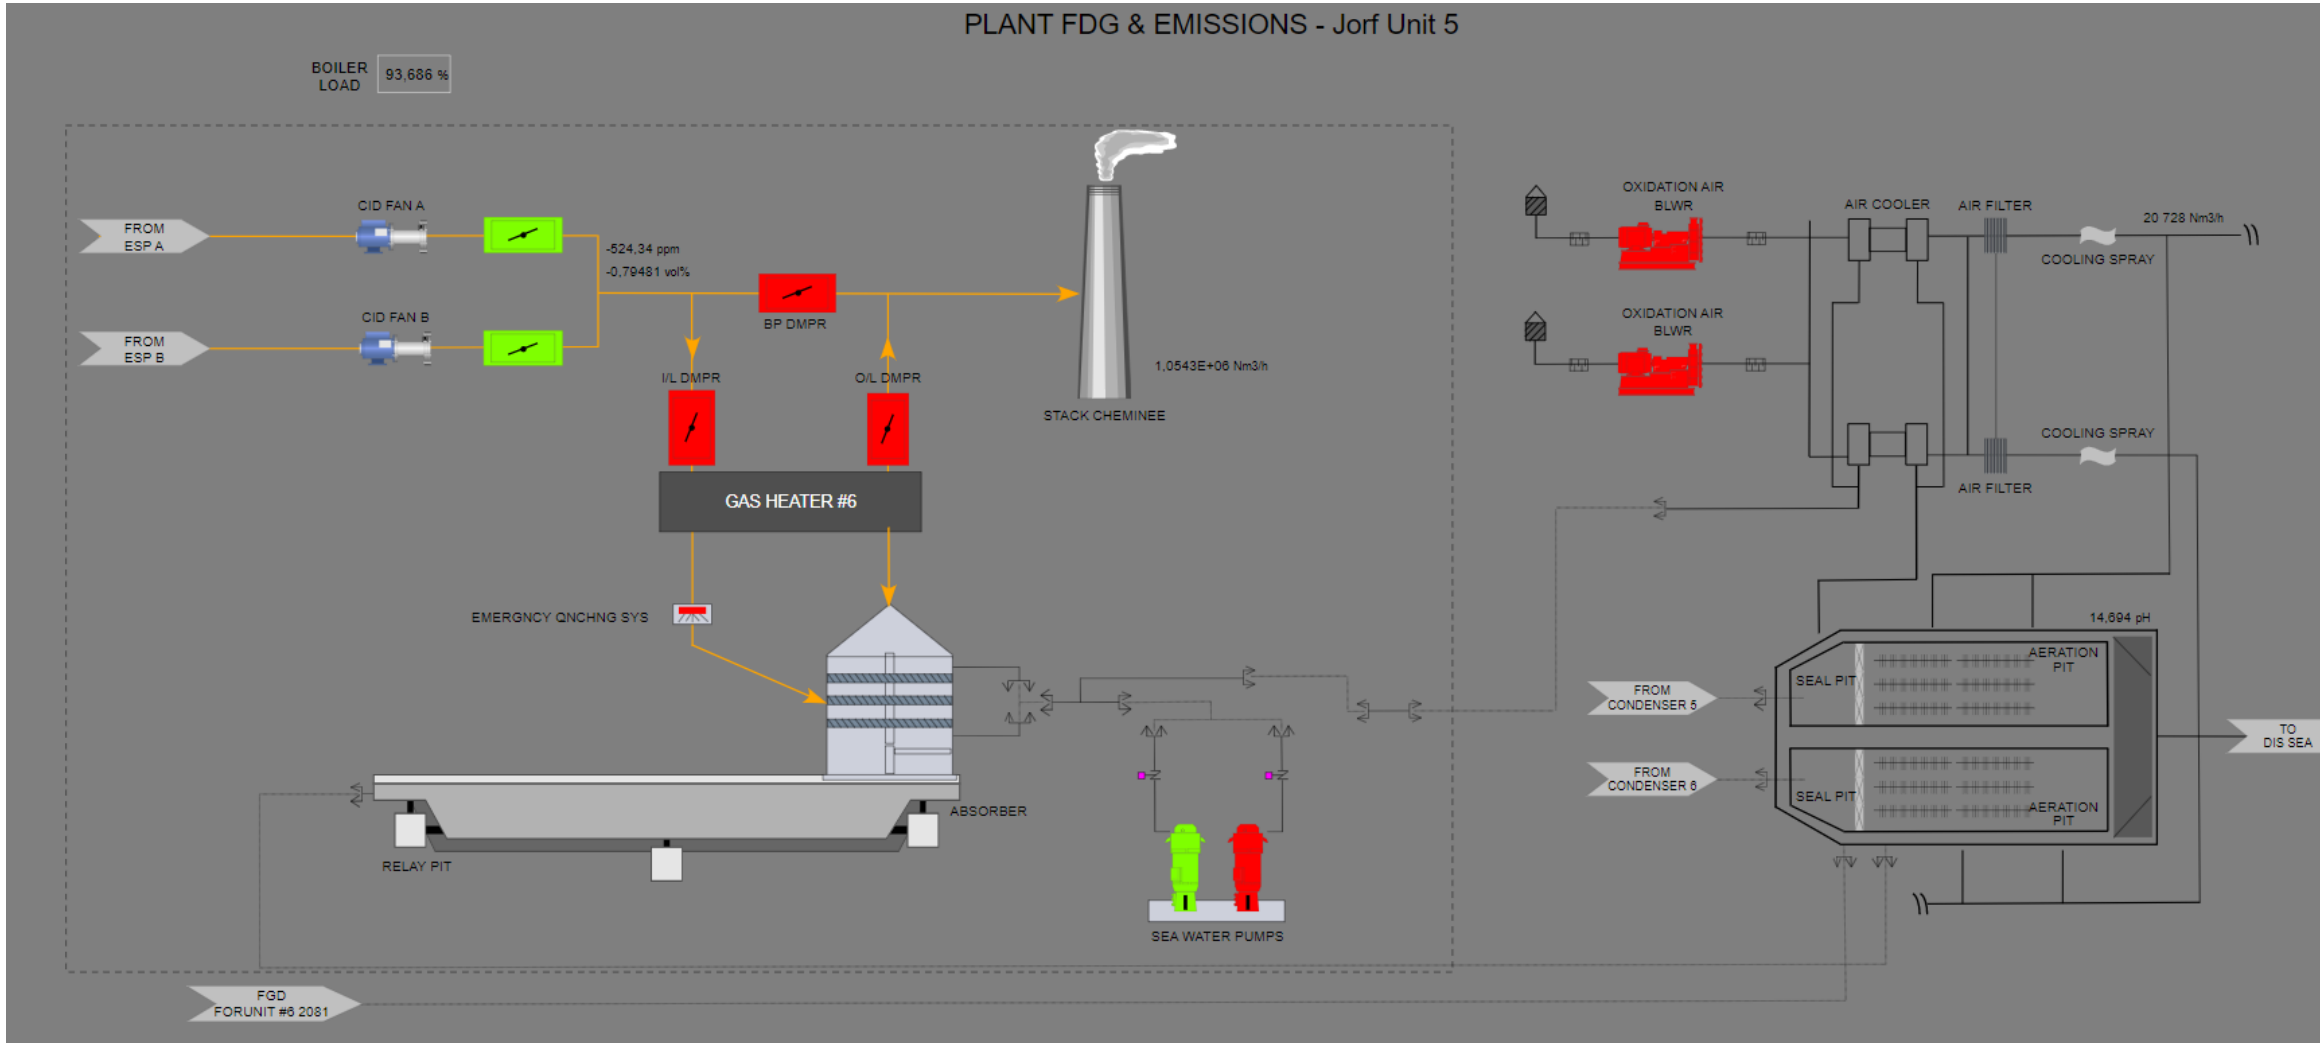 PLANT FDG & EMISSIONS - Jorf Unit 5
BOILER
LOAD
93,686 %
FROM
ESP A
CID FAN A
-524,34 ppm
-0,79481 vol%
FROM
ESP B
CID FAN B
BP DMPR
I/L DMPR
O/L DMPR
GAS HEATER #6
1,0543E+06 Nm3/h
STACK CHEMINEE
EMERGNCY QNCHNG SYS
ABSORBER
RELAY PIT
SEA WATER PUMPS
FGD
FORUNIT #6 2081
OXIDATION AIR
BLWR
AIR COOLER
AIR FILTER
20 728 Nm3/h
COOLING SPRAY
OXIDATION AIR
BLWR
COOLING SPRAY
AIR FILTER
14,694 pH
AERATION
PIT
SEAL PIT
FROM
CONDENSER 5
TO
DIS SEA
FROM
CONDENSER 6
SEAL PIT
AERATION
PIT